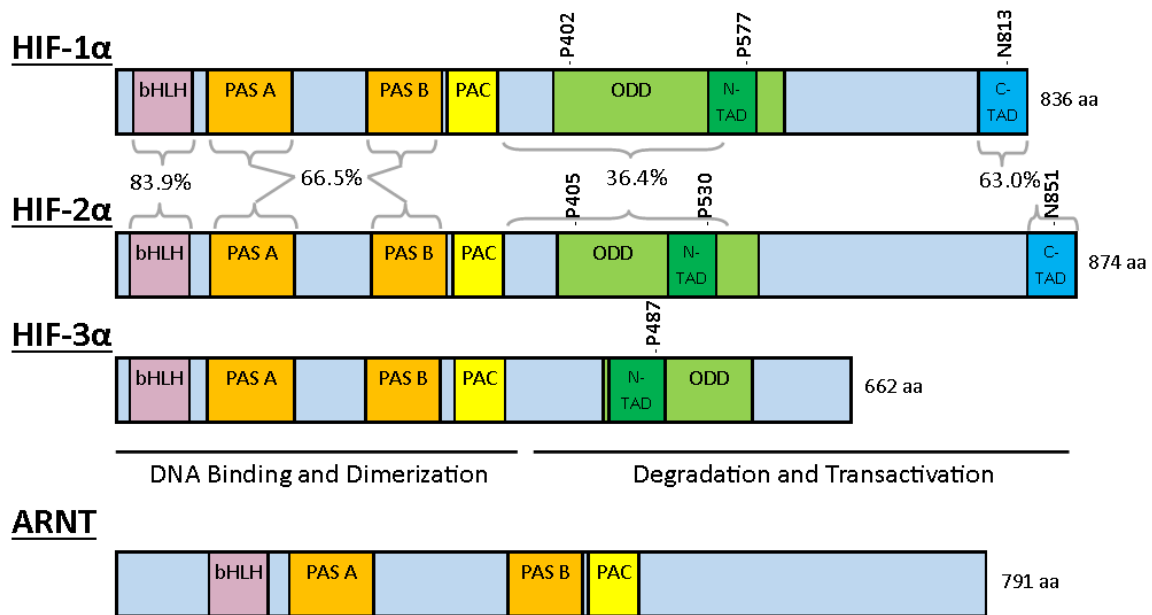 HIF-1α
-P402
-P577
-N813
bHLH PAS A PAS B PAC ODD N- C-
TAD TAD
836 aa
83.9% 66.5% 36.4% 63.0%
HIF-2α
-P405
-P530
-N851
bHLH PAS A PAS B PAC ODD N- C-
TAD TAD
874 aa
HIF-3α
-P487
bHLH PAS A PAS B PAC N- ODD
TAD
662 aa
DNA Binding and Dimerization Degradation and Transactivation
ARNT
bHLH PAS A PAS B PAC
791 aa